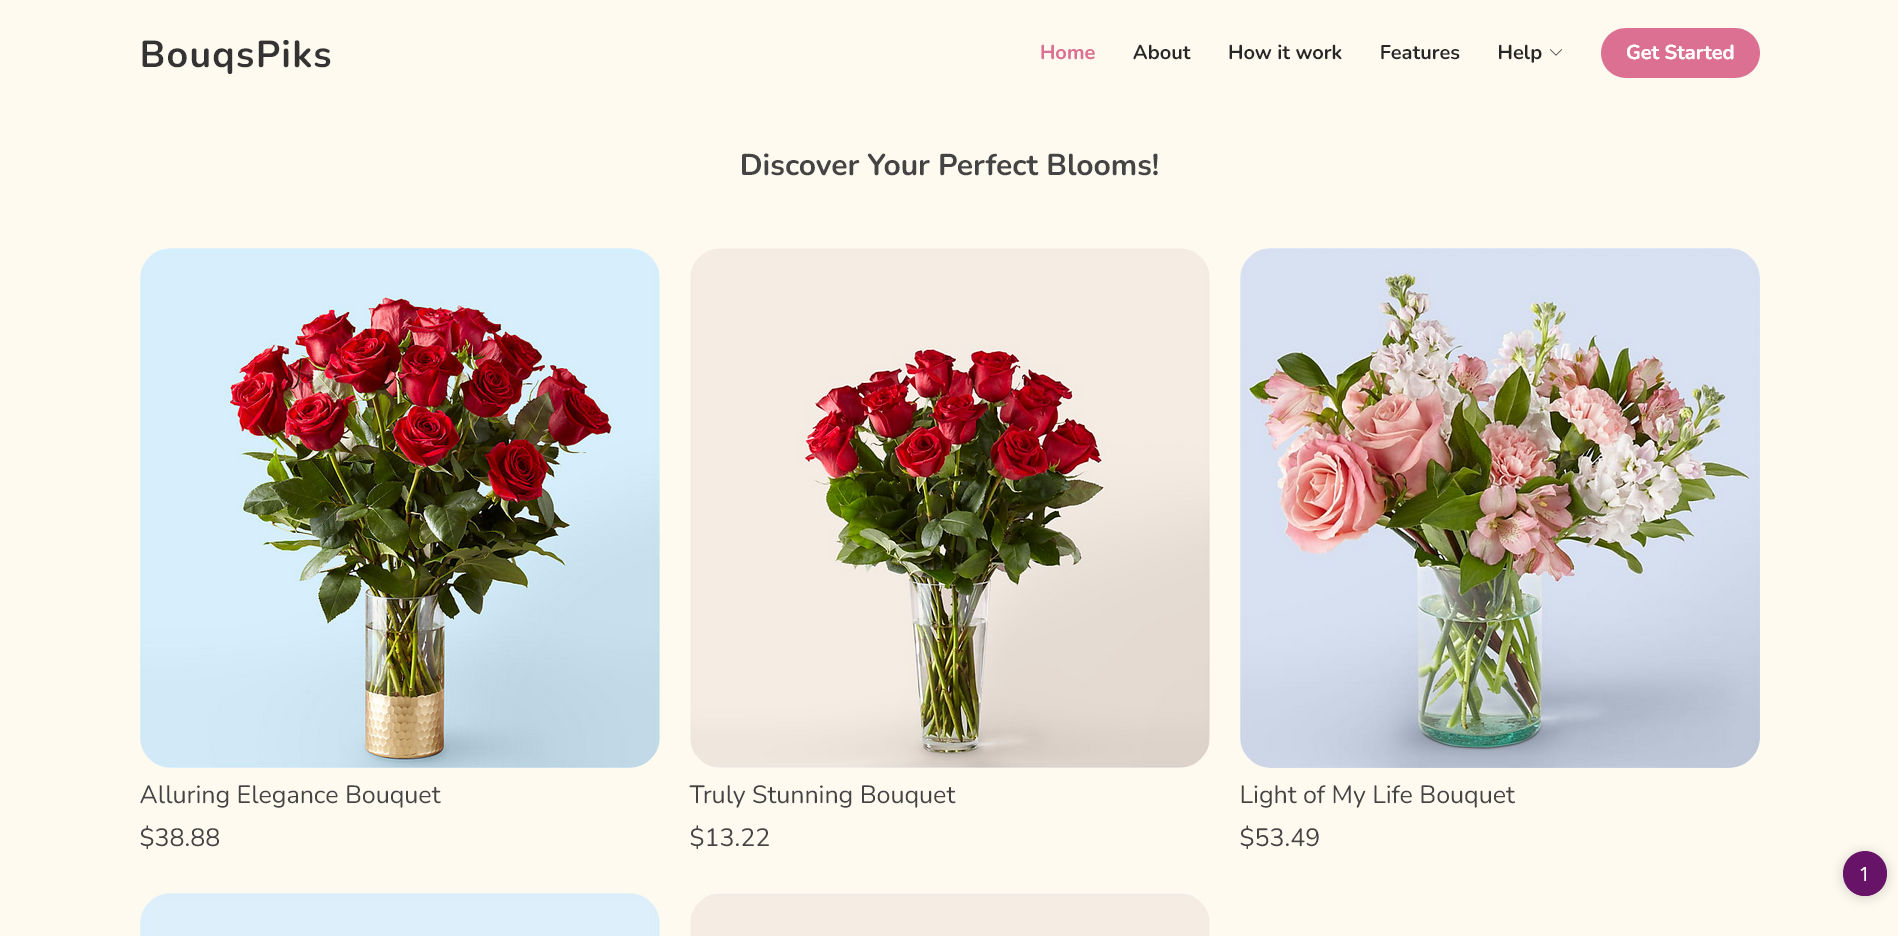 BouqsPiks
Home About How it work Features Help Get Started
Discover Your Perfect Blooms!
Alluring Elegance Bouquet
$38.88
Truly Stunning Bouquet
$13.22
Light of My Life Bouquet
$53.49
1